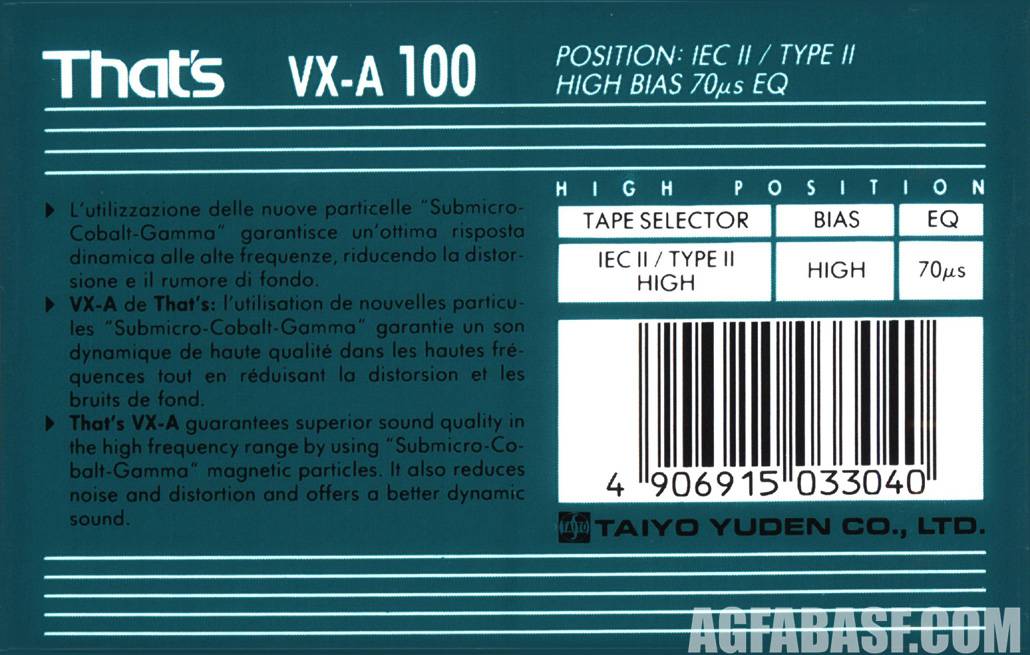 That's VX-A 100
POSITION: IEC II / TYPE II
HIGH BIAS 70µs EQ
L'utilizzazione delle nuove particelle "Submicro-
Cobalt-Gamma" garantisce un'ottima risposta
dinamica alle alte frequenze, riducendo la distor-
sione e il rumore di fondo.
VX-A de That's: l'utilisation de nouvelles particu-
les "Submicro-Cobalt-Gamma" garantie un son
dynamique de haute qualité dans les hautes fré-
quences tout en réduisant la distorsion et les
bruits de fond.
That's VX-A guarantees superior sound quality in
the high frequency range by using "Submicro-Co-
balt-Gamma" magnetic particles. It also reduces
noise and distortion and offers a better dynamic
sound.
HIGH POSITION
TAPE SELECTOR BIAS EQ
IEC II / TYPE II HIGH 70µs
HIGH
4 906915 033040
TAIYO YUDEN CO., LTD.
AGFABASF.COM